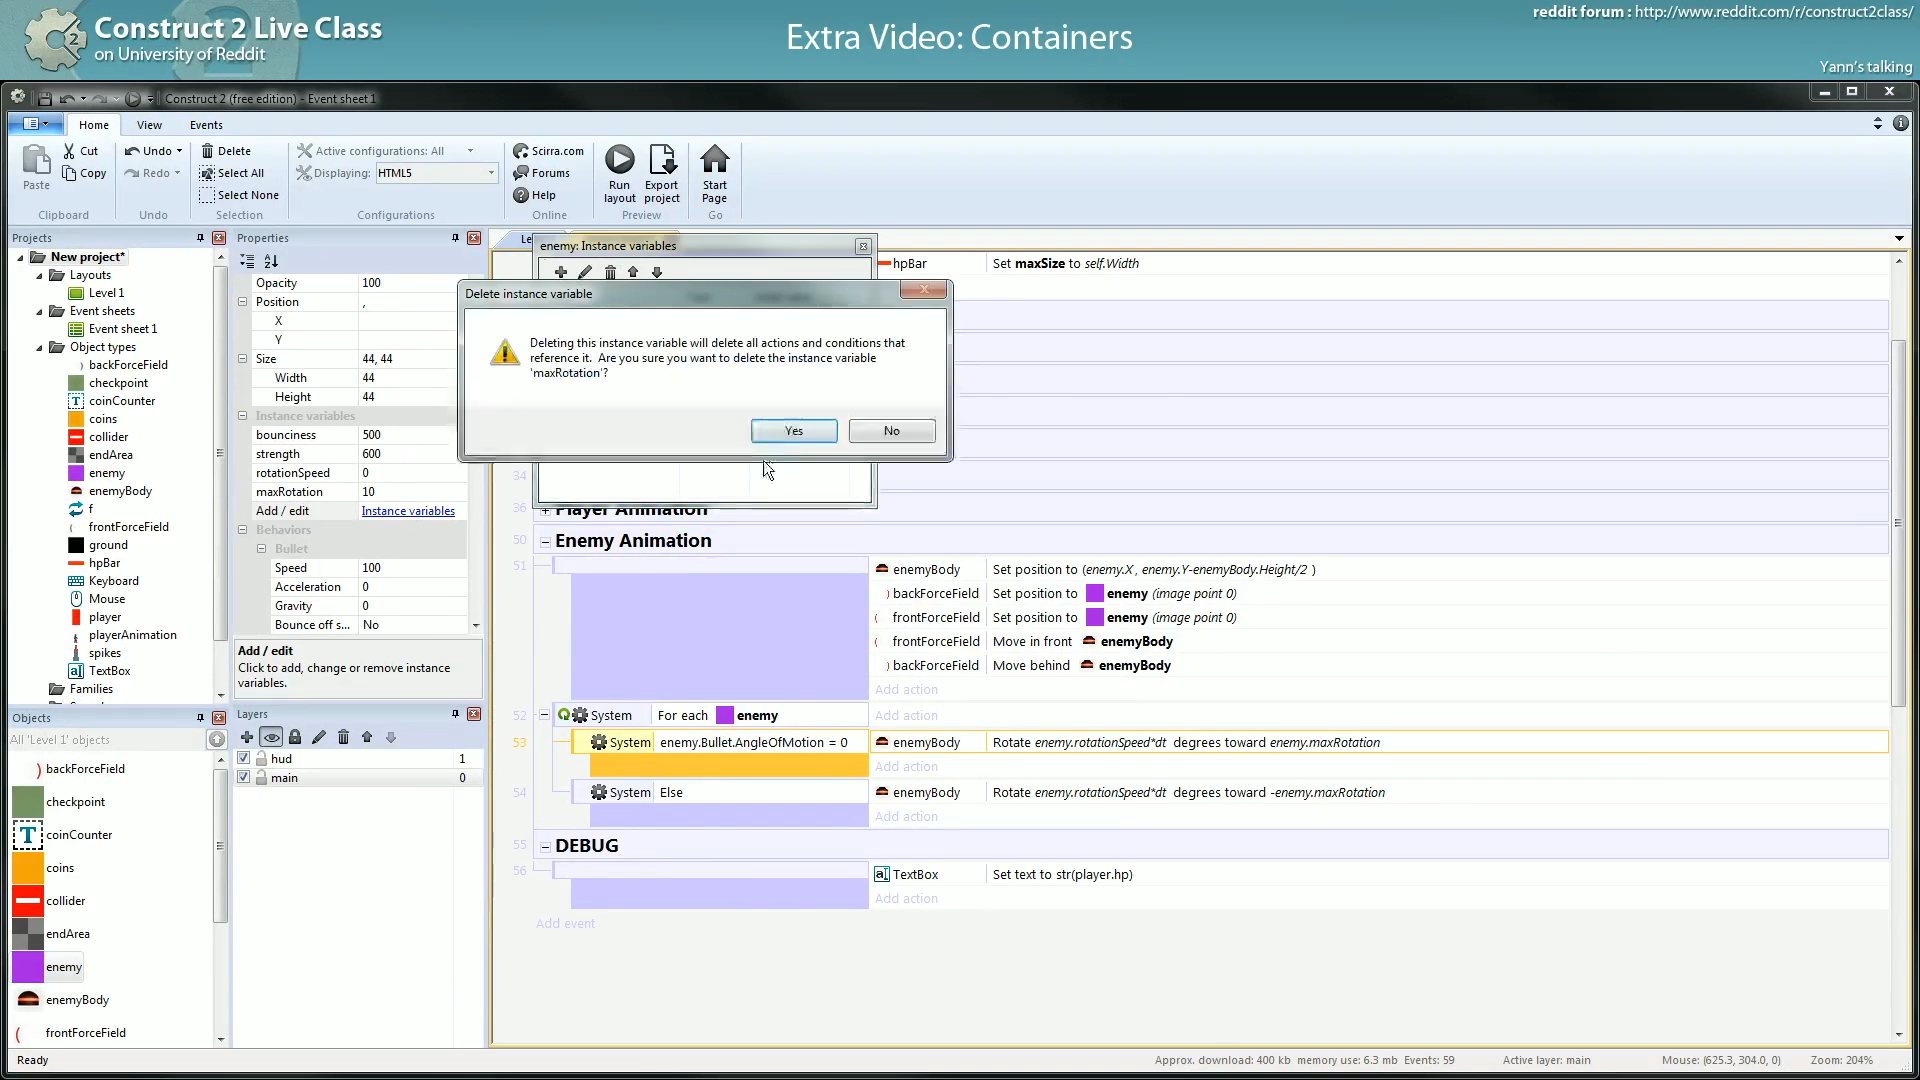 Construct 2 Live Class
on University of Reddit
Extra Video: Containers
reddit forum : http://www.reddit.com/r/construct2class/
Yann's talking
Construct 2 (free edition) - Event sheet 1
Home View Events
Paste
Cut
Copy
Clipboard
Undo
Redo
Undo
Delete
Select All
Select None
Selection
Active configurations: All
Displaying: HTML5
Configurations
Scirra.com
Forums
Help
Online
Run layout
Export project
Preview
Start Page
Go
Projects
New project*
Layouts
Level 1
Event sheets
Event sheet 1
Object types
backForceField
checkpoint
coinCounter
coins
collider
endArea
enemy
enemyBody
f
frontForceField
ground
hpBar
Keyboard
Mouse
player
playerAnimation
spikes
TextBox
Families
Properties
Opacity 100
Position ,
X
Y
Size 44, 44
Width 44
Height 44
Instance variables
bounciness 500
strength 600
rotationSpeed 0
maxRotation 10
Add / edit Instance variables
Behaviors
Bullet
Speed 100
Acceleration 0
Gravity 0
Bounce off s... No
Add / edit
Click to add, change or remove instance
variables.
Objects
All 'Level 1' objects
backForceField
checkpoint
coinCounter
coins
collider
endArea
enemy
enemyBody
frontForceField
Layers
hud 1
main 0
Le
enemy: Instance variables
Delete instance variable
Deleting this instance variable will delete all actions and conditions that
reference it. Are you sure you want to delete the instance variable
'maxRotation'?
Yes No
hpBar Set maxSize to self.Width
34
36 Player Animation
50 Enemy Animation
51 enemyBody Set position to (enemy.X , enemy.Y-enemyBody.Height/2 )
backForceField Set position to enemy (image point 0)
frontForceField Set position to enemy (image point 0)
frontForceField Move in front enemyBody
backForceField Move behind enemyBody
Add action
52 System For each enemy Add action
53 System enemy.Bullet.AngleOfMotion = 0 enemyBody Rotate enemy.rotationSpeed*dt degrees toward enemy.maxRotation
Add action
54 System Else enemyBody Rotate enemy.rotationSpeed*dt degrees toward -enemy.maxRotation
Add action
55 DEBUG
56 TextBox Set text to str(player.hp)
Add action
Add event
Ready
Approx. download: 400 kb memory use: 6.3 mb Events: 59 Active layer: main Mouse: (625.3, 304.0, 0) Zoom: 204%